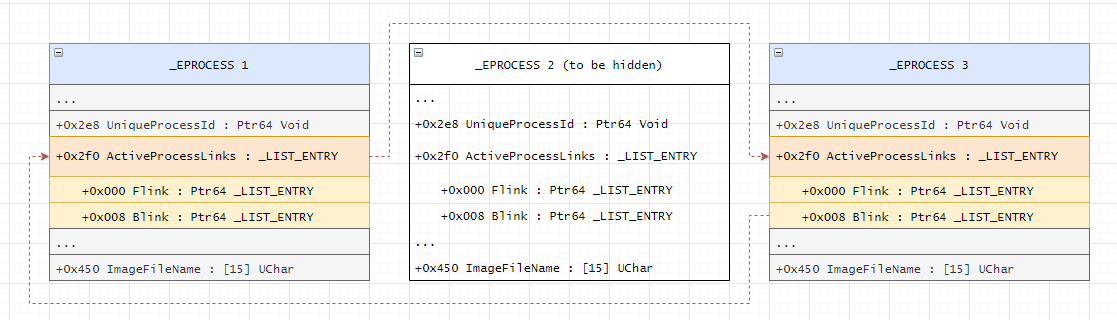 _EPROCESS 1
...
+0x2e8 UniqueProcessId : Ptr64 Void
+0x2f0 ActiveProcessLinks : _LIST_ENTRY
+0x000 Flink : Ptr64 _LIST_ENTRY
+0x008 Blink : Ptr64 _LIST_ENTRY
...
+0x450 ImageFileName : [15] UChar
_EPROCESS 2 (to be hidden)
...
+0x2e8 UniqueProcessId : Ptr64 Void
+0x2f0 ActiveProcessLinks : _LIST_ENTRY
+0x000 Flink : Ptr64 _LIST_ENTRY
+0x008 Blink : Ptr64 _LIST_ENTRY
...
+0x450 ImageFileName : [15] UChar
_EPROCESS 3
...
+0x2e8 UniqueProcessId : Ptr64 Void
+0x2f0 ActiveProcessLinks : _LIST_ENTRY
+0x000 Flink : Ptr64 _LIST_ENTRY
+0x008 Blink : Ptr64 _LIST_ENTRY
...
+0x450 ImageFileName : [15] UChar